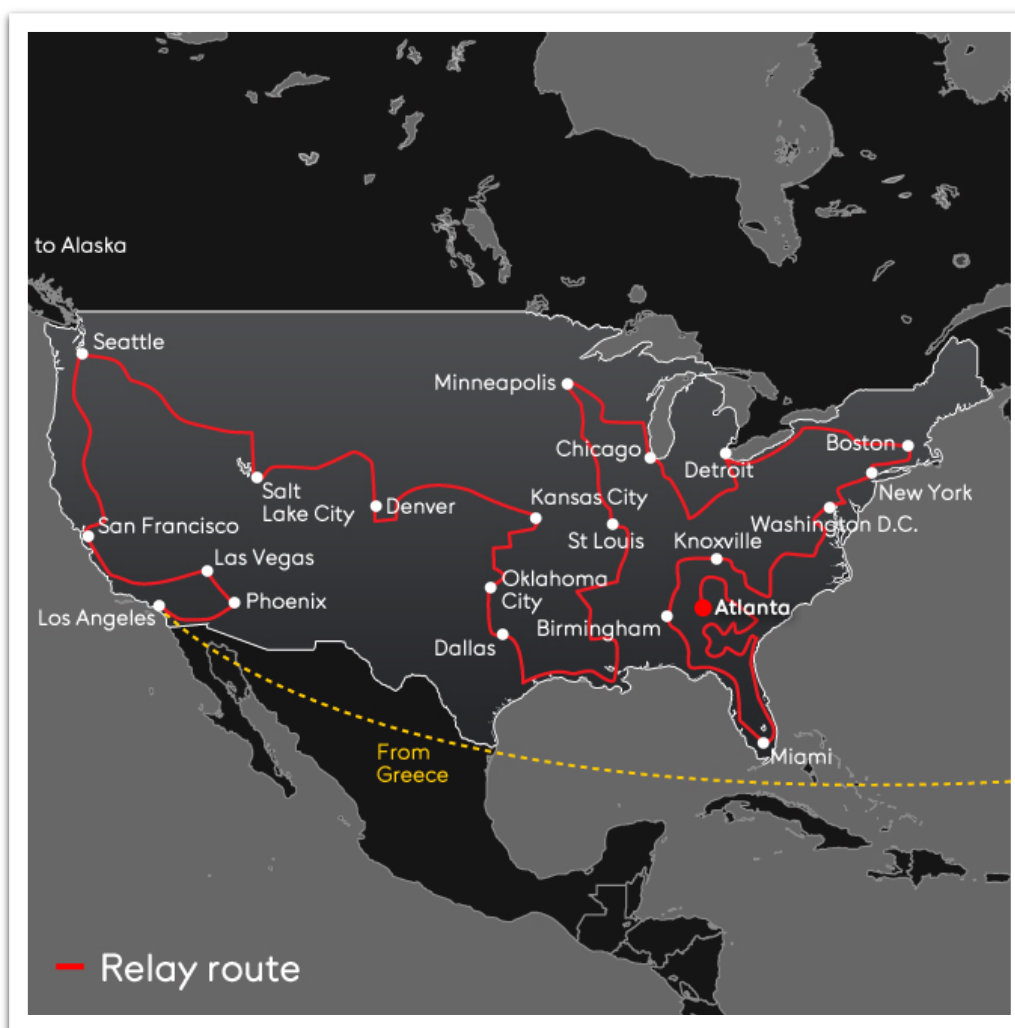 to Alaska
Seattle
Minneapolis
Chicago
Detroit
Boston
New York
Salt
Lake City
Denver
Kansas City
St Louis
Washington D.C.
Knoxville
San Francisco
Las Vegas
Phoenix
Los Angeles
Oklahoma
City
Dallas
Birmingham
Atlanta
Miami
From
Greece
Relay route